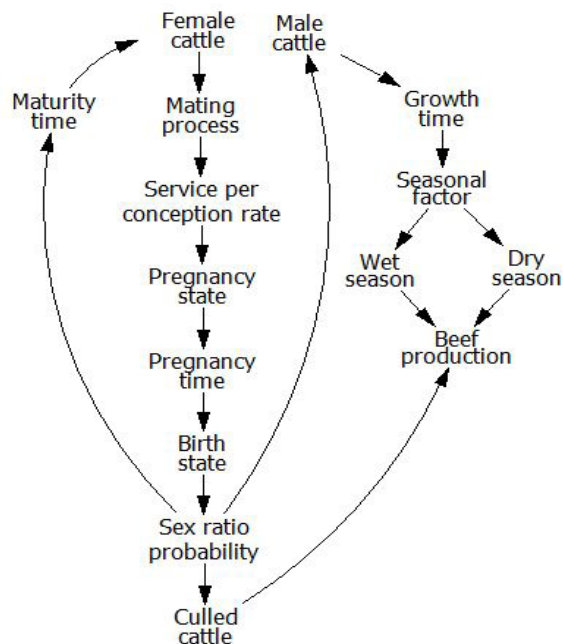 Female
cattle
Male
cattle
Maturity
time
Mating
process
Growth
time
Service per
conception rate
Seasonal
factor
Pregnancy
state
Wet
season
Dry
season
Pregnancy
time
Beef
production
Birth
state
Sex ratio
probability
Culled
cattle